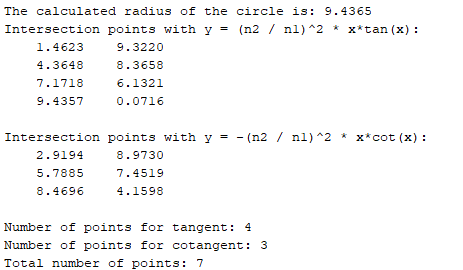 The calculated radius of the circle is: 9.4365
Intersection points with y = (n2 / n1)^2 * x*tan(x):
1.4623 9.3220
4.3648 8.3658
7.1718 6.1321
9.4357 0.0716
Intersection points with y = -(n2 / n1)^2 * x*cot(x):
2.9194 8.9730
5.7885 7.4519
8.4696 4.1598
Number of points for tangent: 4
Number of points for cotangent: 3
Total number of points: 7